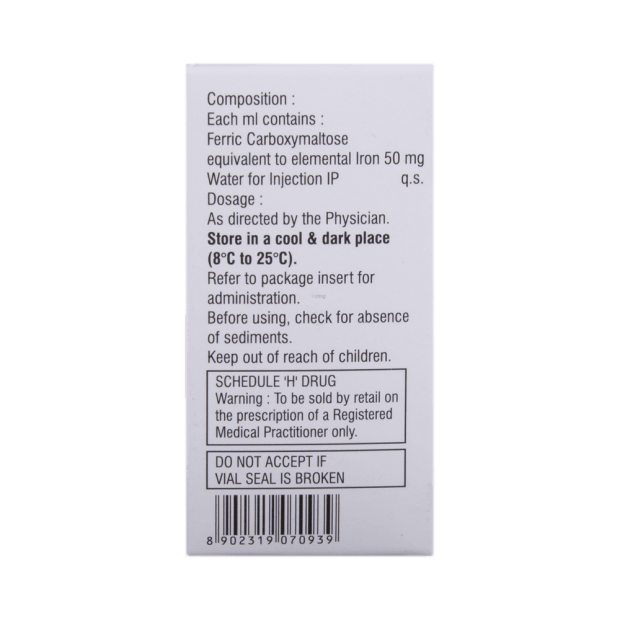 Composition :
Each ml contains :
Ferric Carboxymaltose
equivalent to elemental Iron 50 mg
Water for Injection IP q.s.
Dosage :
As directed by the Physician.
Store in a cool & dark place
(8°C to 25°C).
Refer to package insert for
administration.
Before using, check for absence
of sediments.
Keep out of reach of children.
SCHEDULE 'H' DRUG
Warning : To be sold by retail on
the prescription of a Registered
Medical Practitioner only.
DO NOT ACCEPT IF
VIAL SEAL IS BROKEN
8 902319 070939